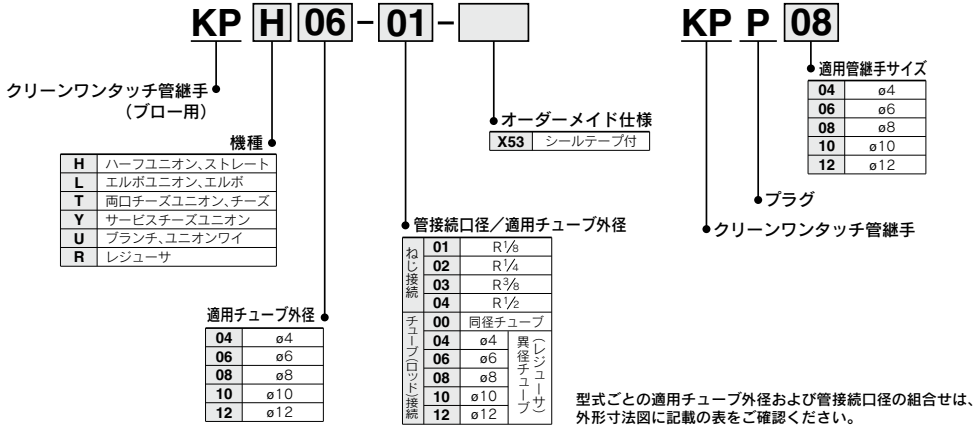 KP H 06 - 01 -
クリーンワンタッチ管継手
(ブロー用)
機種
H ハーフユニオン、ストレート
L エルボユニオン、エルボ
T 両口チーズユニオン、チーズ
Y サービスチーズユニオン
U ブランチ、ユニオンワイ
R レジューサ
適用チューブ外径
04 ø4
06 ø6
08 ø8
10 ø10
12 ø12
管接続口径／適用チューブ外径
ねじ接続
01 R1/8
02 R1/4
03 R3/8
04 R1/2
チューブ(ロッド)接続
00 同径チューブ
04 ø4
06 ø6
08 ø8
10 ø10
12 ø12
異径チューブ
(レジューサ)
オーダーメイド仕様
X53 シールテープ付
KP P 08
適用管継手サイズ
04 ø4
06 ø6
08 ø8
10 ø10
12 ø12
プラグ
クリーンワンタッチ管継手
型式ごとの適用チューブ外径および管接続口径の組合せは、
外形寸法図に記載の表をご確認ください。